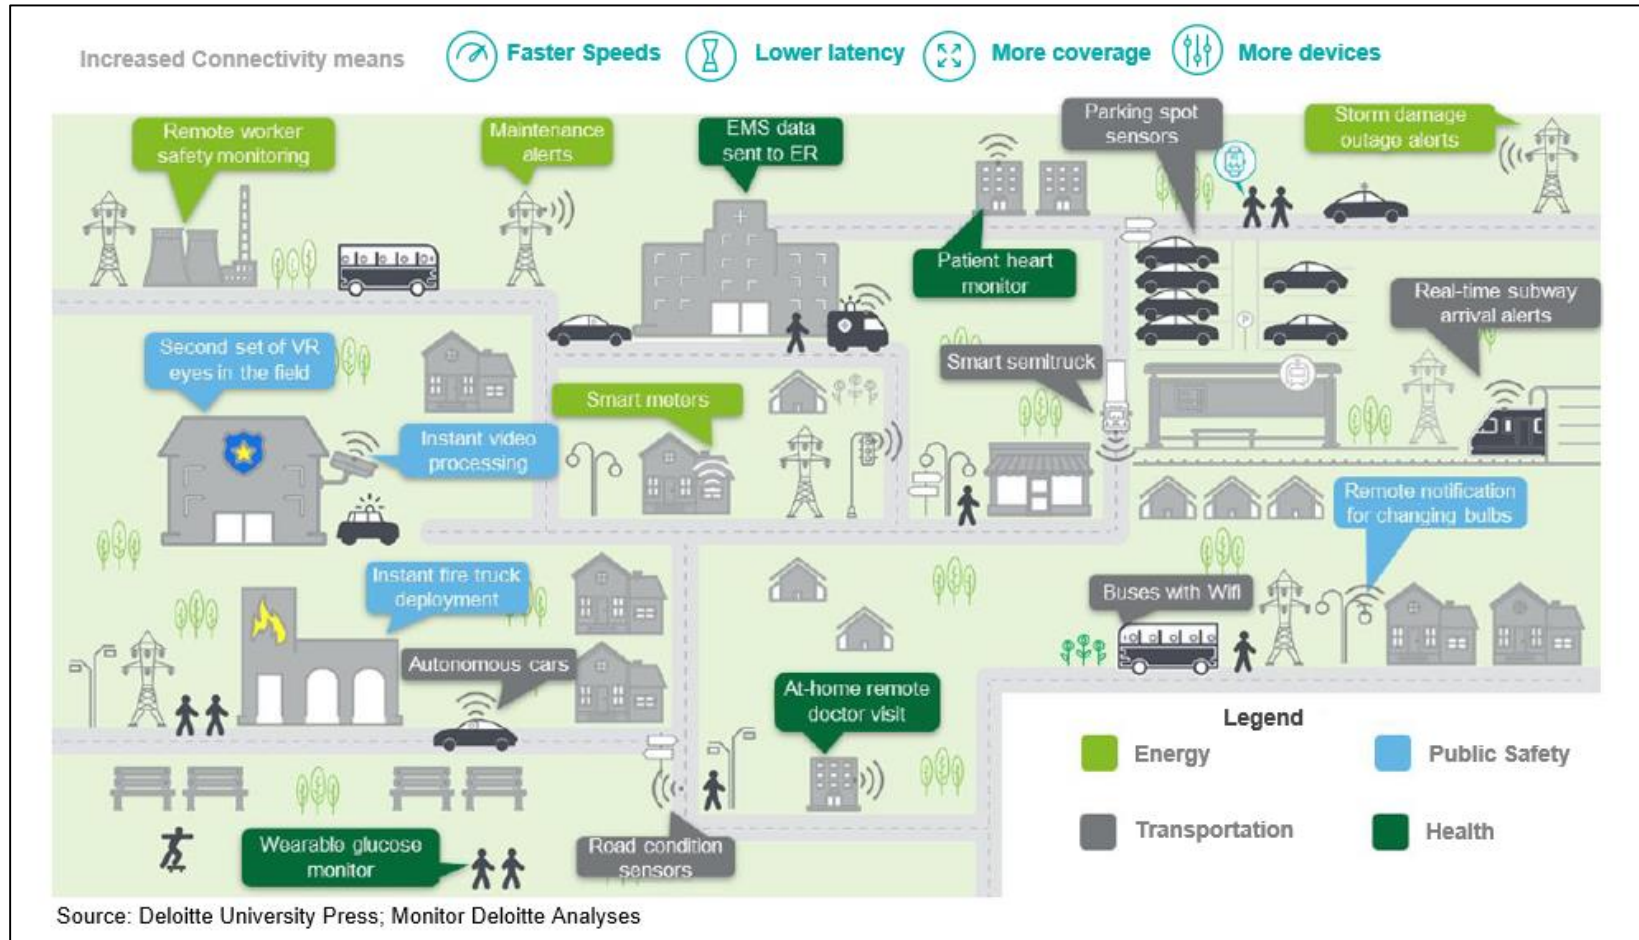 Increased Connectivity means
Faster Speeds
Lower latency
More coverage
More devices
Remote worker
safety monitoring
Maintenance
alerts
EMS data
sent to ER
Parking spot
sensors
Storm damage
outage alerts
Patient heart
monitor
Real-time subway
arrival alerts
Second set of VR
eyes in the field
Smart meters
Smart semitruck
Instant video
processing
P
Remote notification
for changing bulbs
Instant fire truck
deployment
Buses with Wifi
Autonomous cars
At-home remote
doctor visit
Wearable glucose
monitor
Road condition
sensors
Legend
Energy
Public Safety
Transportation
Health
Source: Deloitte University Press; Monitor Deloitte Analyses